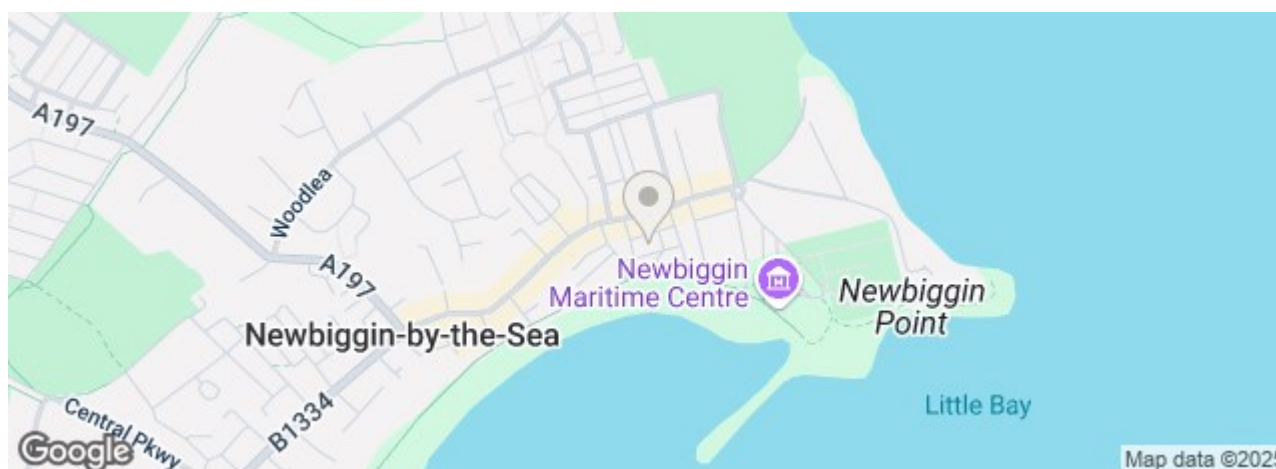 A197
Woodlea
A197
Newbiggin
Maritime Centre
Newbiggin
Point
Newbiggin-by-the-Sea
Little Bay
Central Pkwy
B1334
Google
Map data ©2025